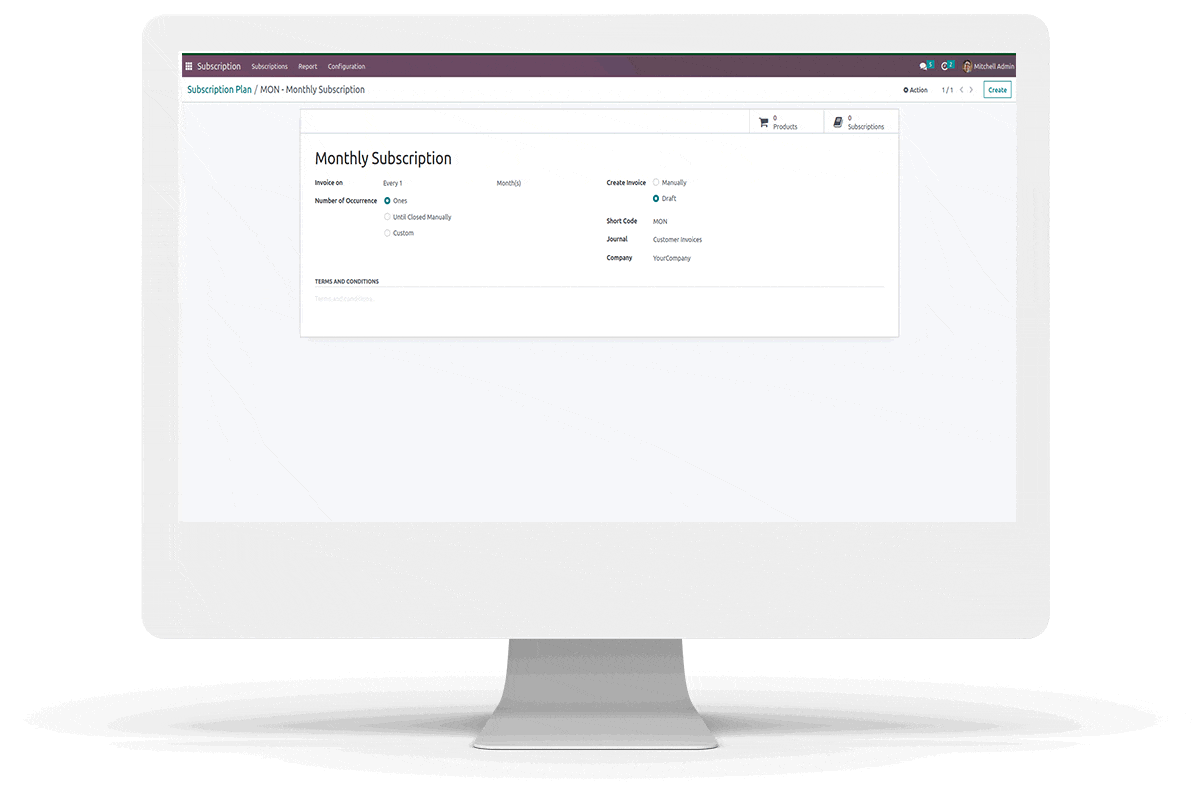 Subscription Subscriptions Report Configuration 5 2 Mitchell Admin
Subscription Plan / MON - Monthly Subscription Action 1 / 1 Create
0
Products
0
Subscriptions
Monthly Subscription
Invoice on Every 1 Month(s)
Create Invoice Manually
Draft
Number of Occurrence Ones
Until Closed Manually
Custom
Short Code MON
Journal Customer Invoices
Company YourCompany
TERMS AND CONDITIONS
Terms and conditions